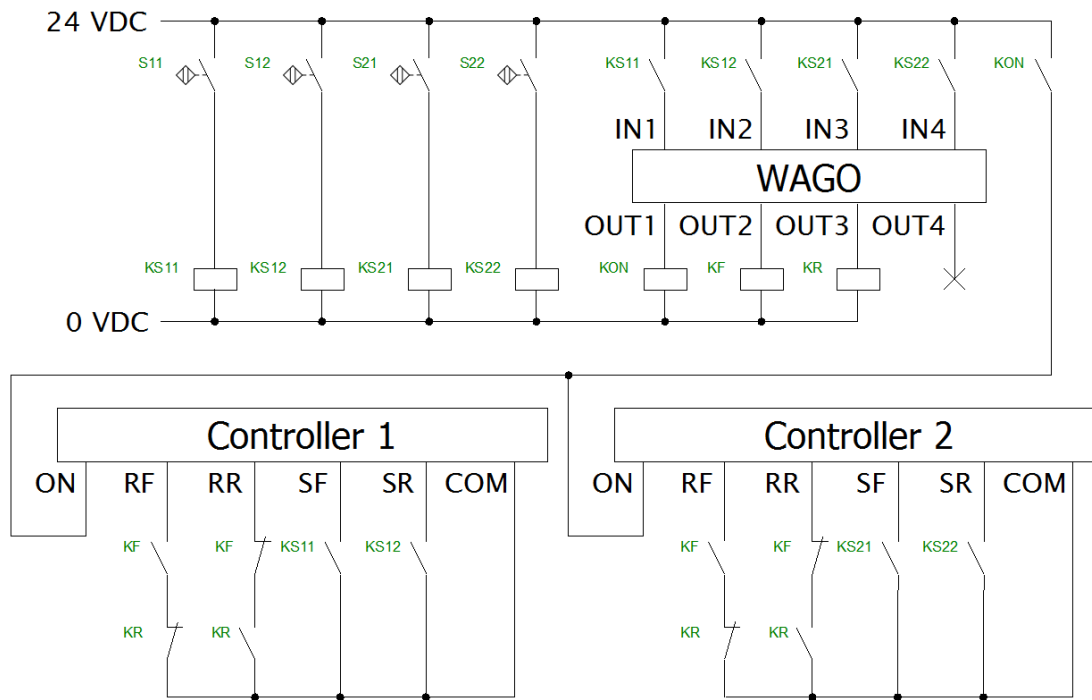 24 VDC
S11 S12 S21 S22 KS11 KS12 KS21 KS22 KON
IN1 IN2 IN3 IN4
WAGO
OUT1 OUT2 OUT3 OUT4
KS11 KS12 KS21 KS22 KON KF KR
0 VDC
Controller 1 Controller 2
ON RF RR SF SR COM ON RF RR SF SR COM
KF KF KS11 KS12 KF KF KS21 KS22
KR KR KR KR